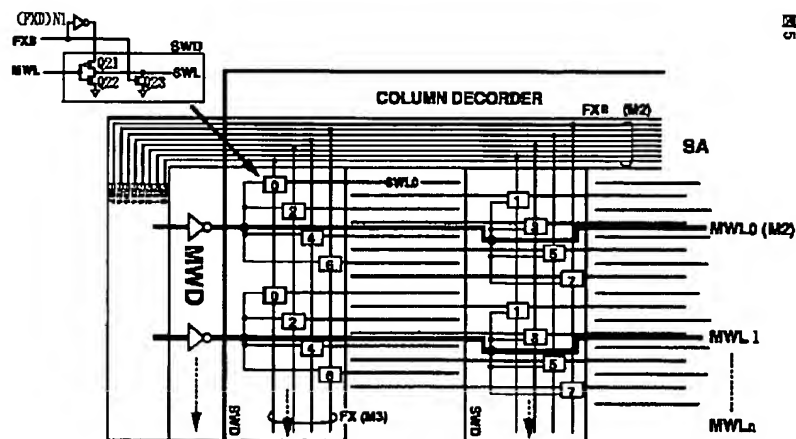 (FXD)N1
FXB
SWD
MWL
Q21
Q22
Q23
SWL
図5
COLUMN DECORDER
FXB (M2)
SA
0
SWL0
1
2
3
MWL0 (M2)
4
5
6
7
MWD
0
1
2
3
MWL 1
4
5
6
7
SWD
FX (M3)
SWD
MWLn